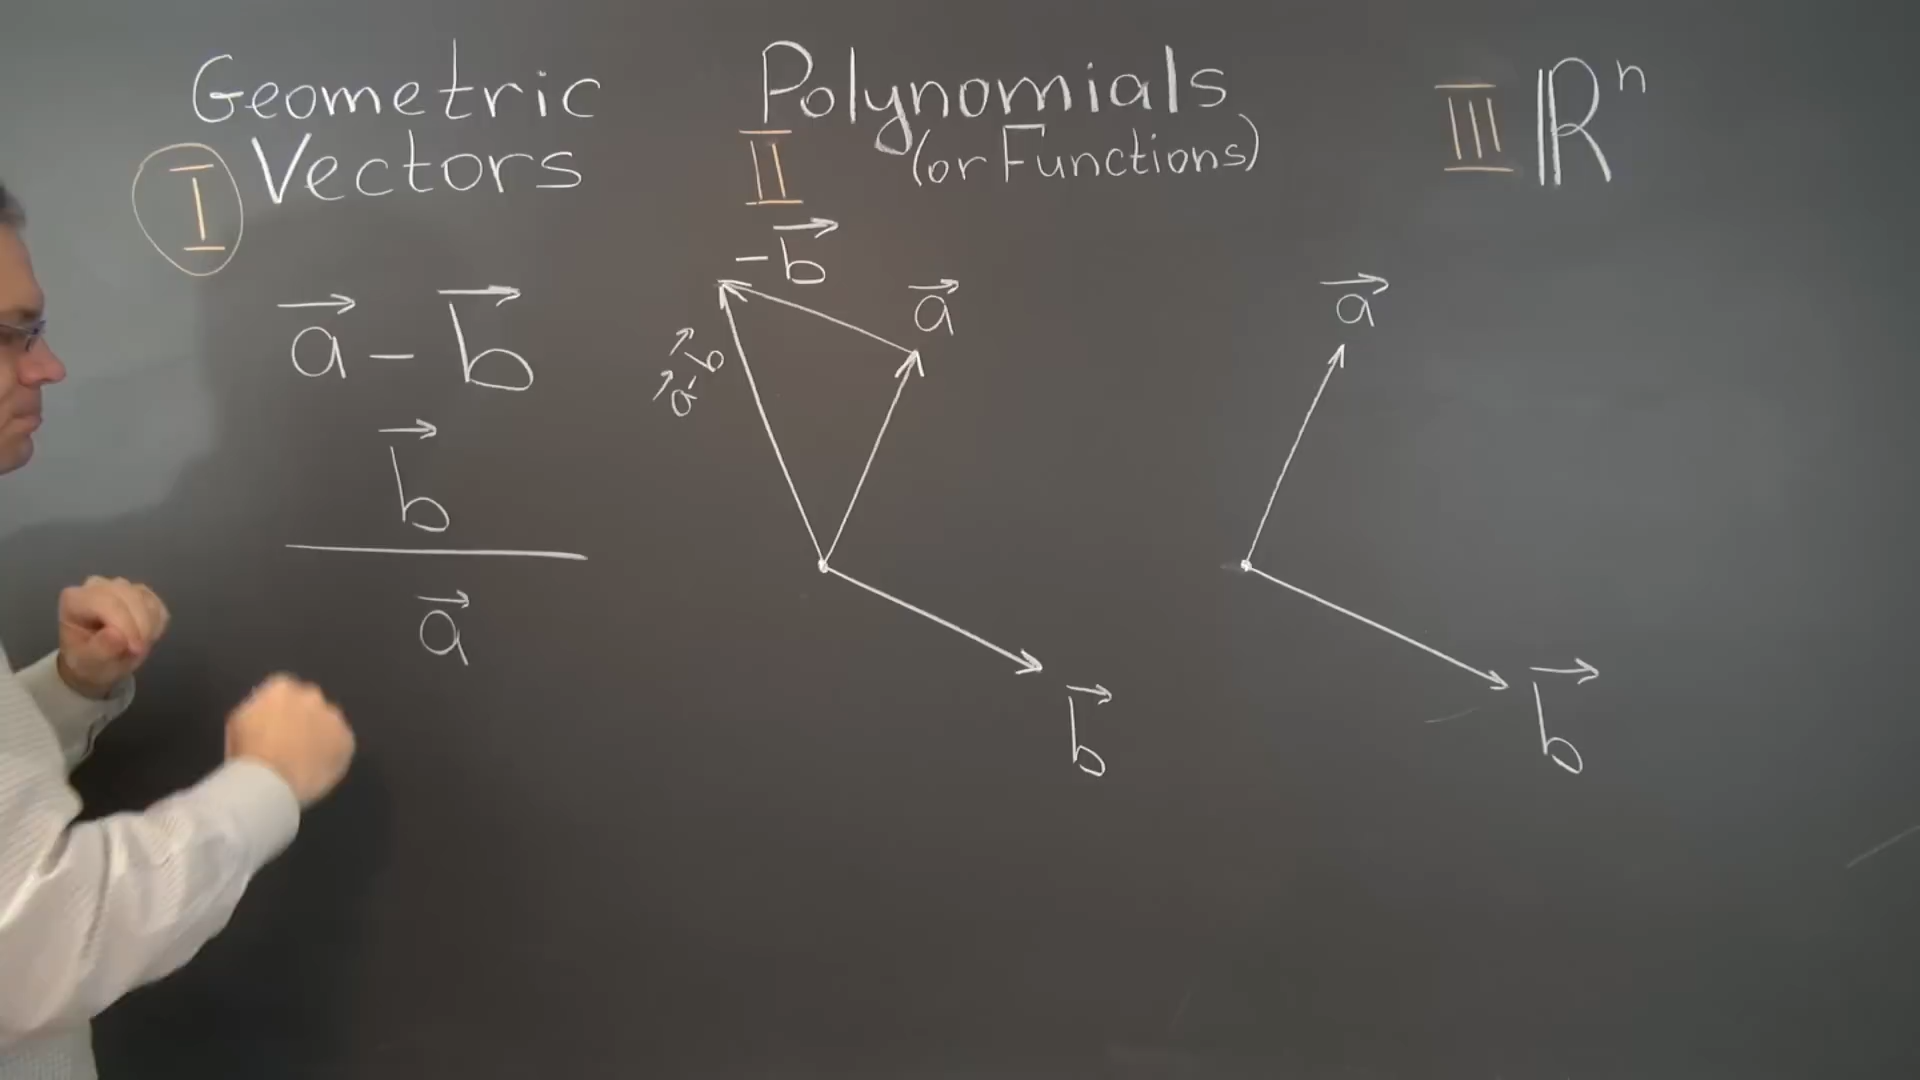 Geometric
Vectors
I
Polynomials
(or Functions)
II
III ℝⁿ
a⃗ − b⃗
b⃗
a⃗
−b⃗
a⃗
a⃗ − b⃗
b⃗
a⃗
b⃗